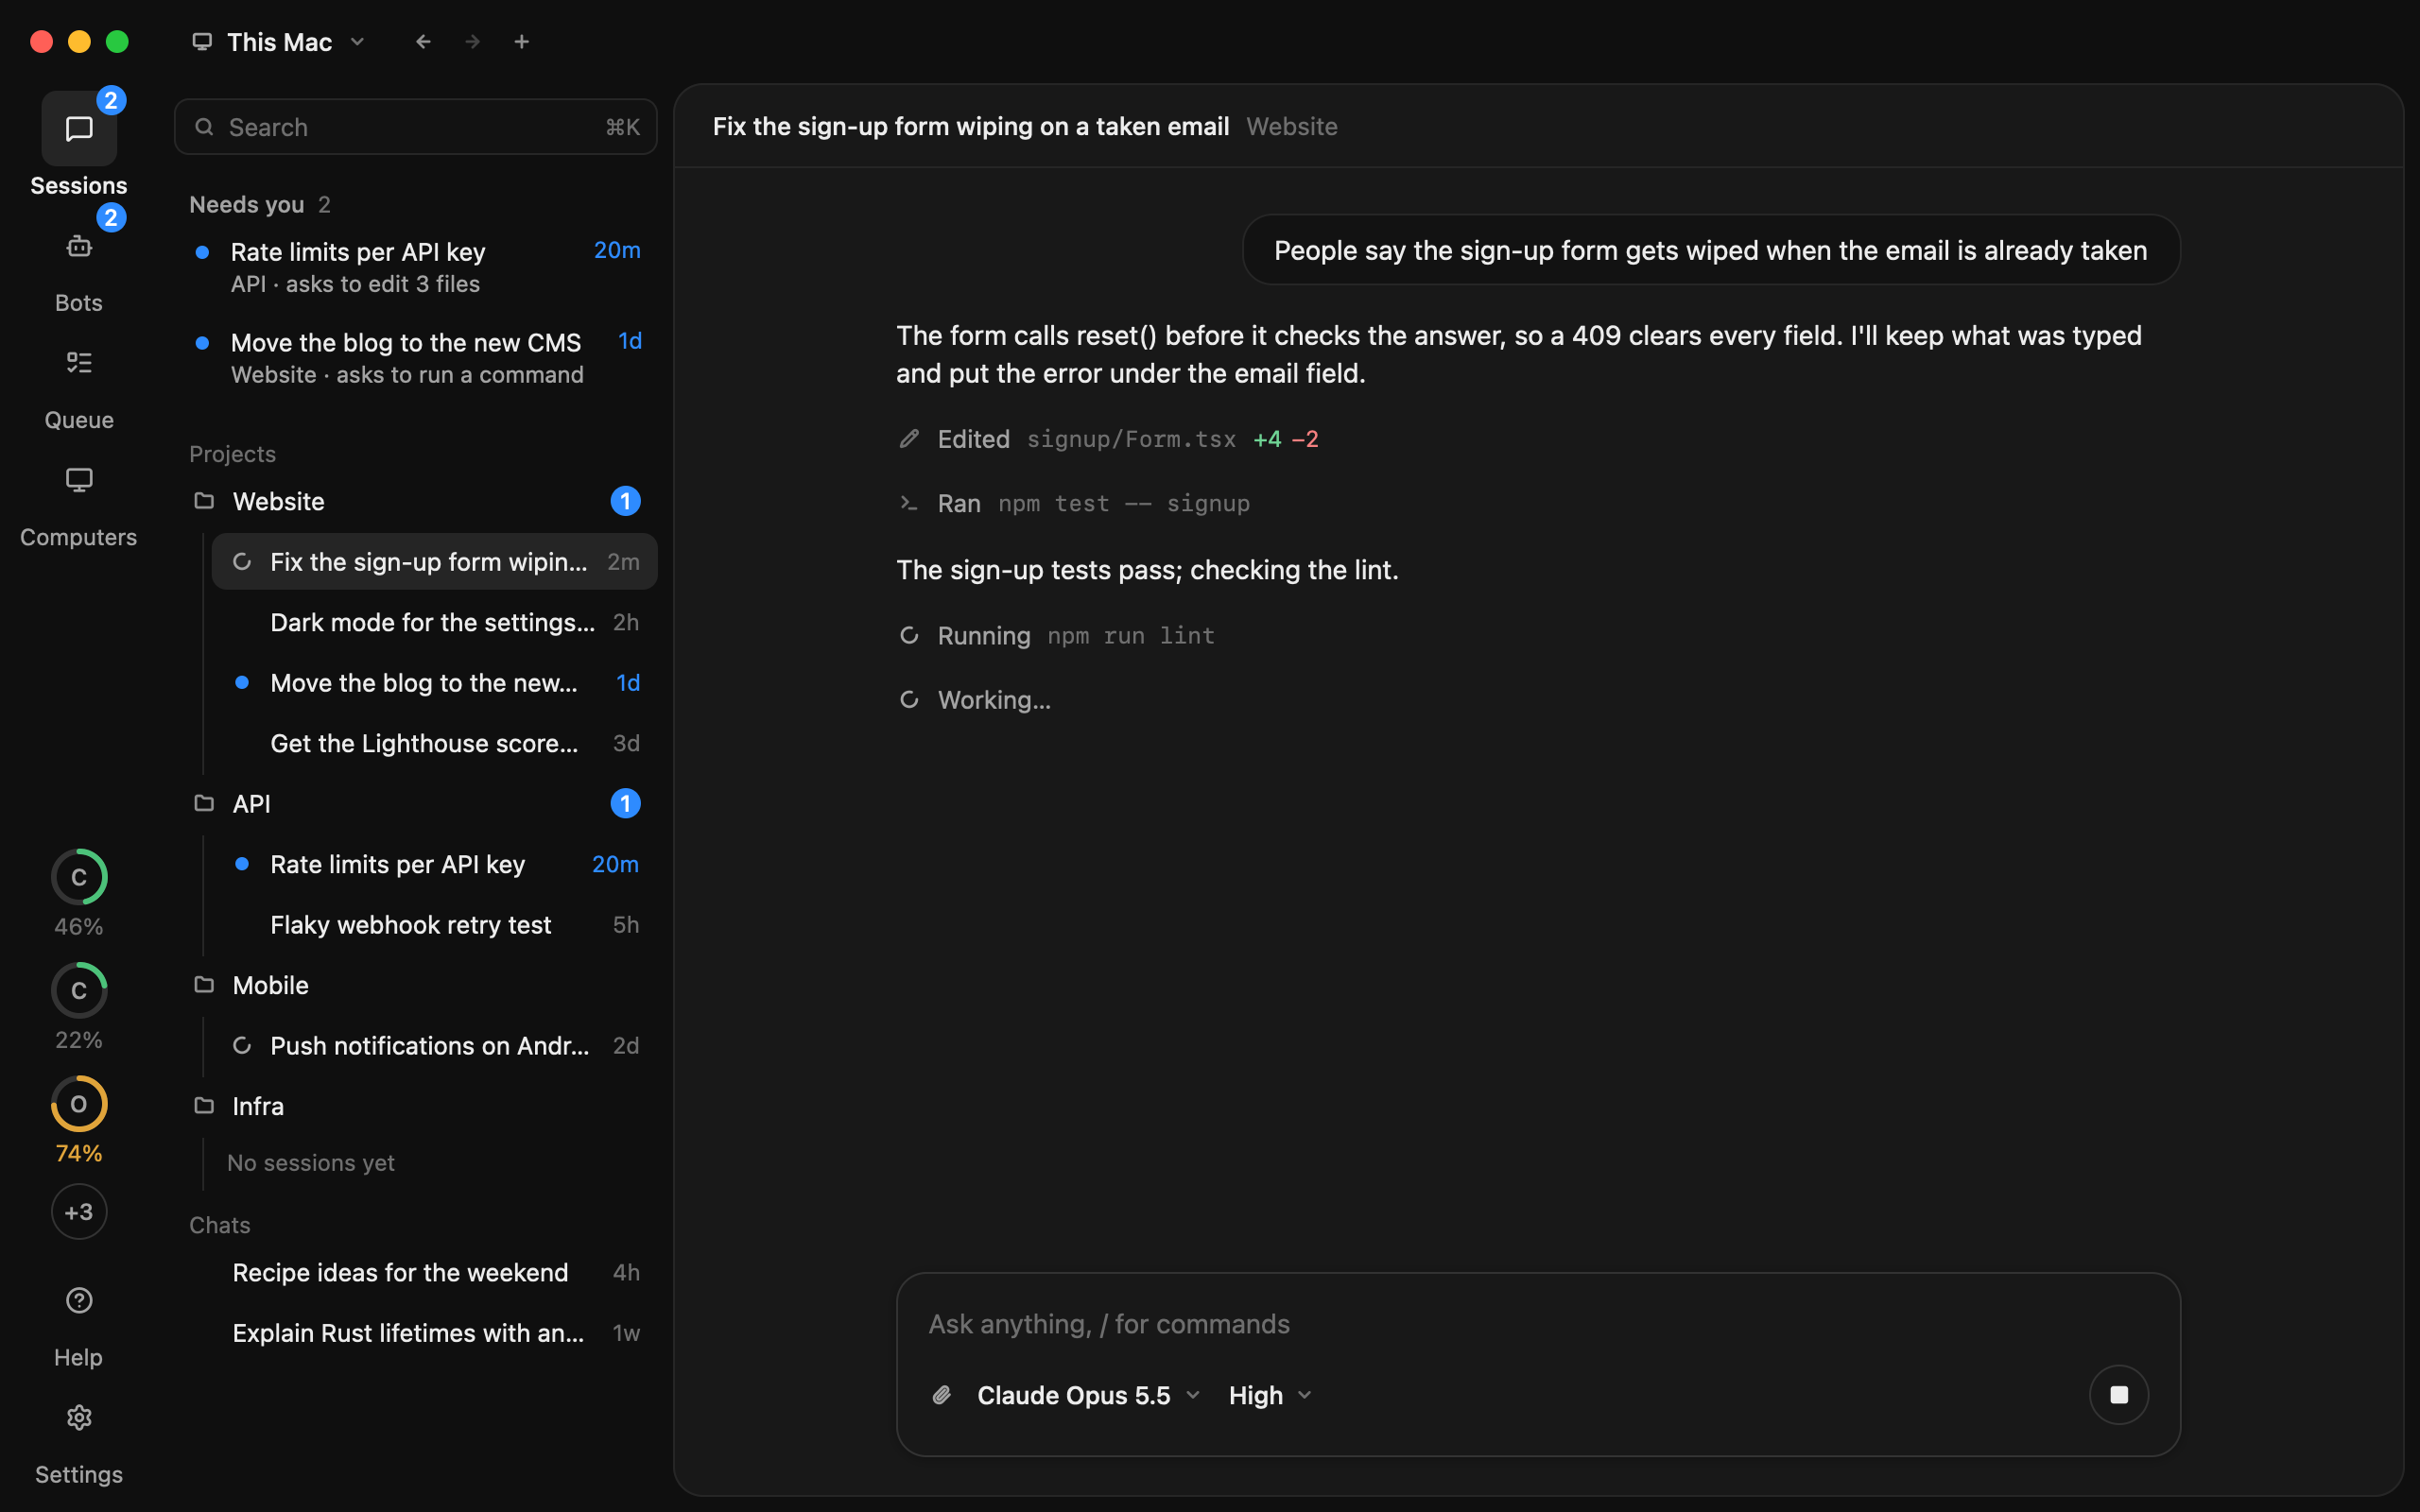 This Mac
2
Sessions
2
Bots
Queue
Computers
C
46%
C
22%
O
74%
+3
Help
Settings
Search ⌘K
Needs you 2
Rate limits per API key 20m
API · asks to edit 3 files
Move the blog to the new CMS 1d
Website · asks to run a command
Projects
Website 1
Fix the sign-up form wipin... 2m
Dark mode for the settings... 2h
Move the blog to the new... 1d
Get the Lighthouse score... 3d
API 1
Rate limits per API key 20m
Flaky webhook retry test 5h
Mobile
Push notifications on Andr... 2d
Infra
No sessions yet
Chats
Recipe ideas for the weekend 4h
Explain Rust lifetimes with an... 1w
Fix the sign-up form wiping on a taken email Website
People say the sign-up form gets wiped when the email is already taken
The form calls reset() before it checks the answer, so a 409 clears every field. I'll keep what was typed
and put the error under the email field.
Edited signup/Form.tsx +4 −2
Ran npm test -- signup
The sign-up tests pass; checking the lint.
Running npm run lint
Working...
Ask anything, / for commands
Claude Opus 5.5 High